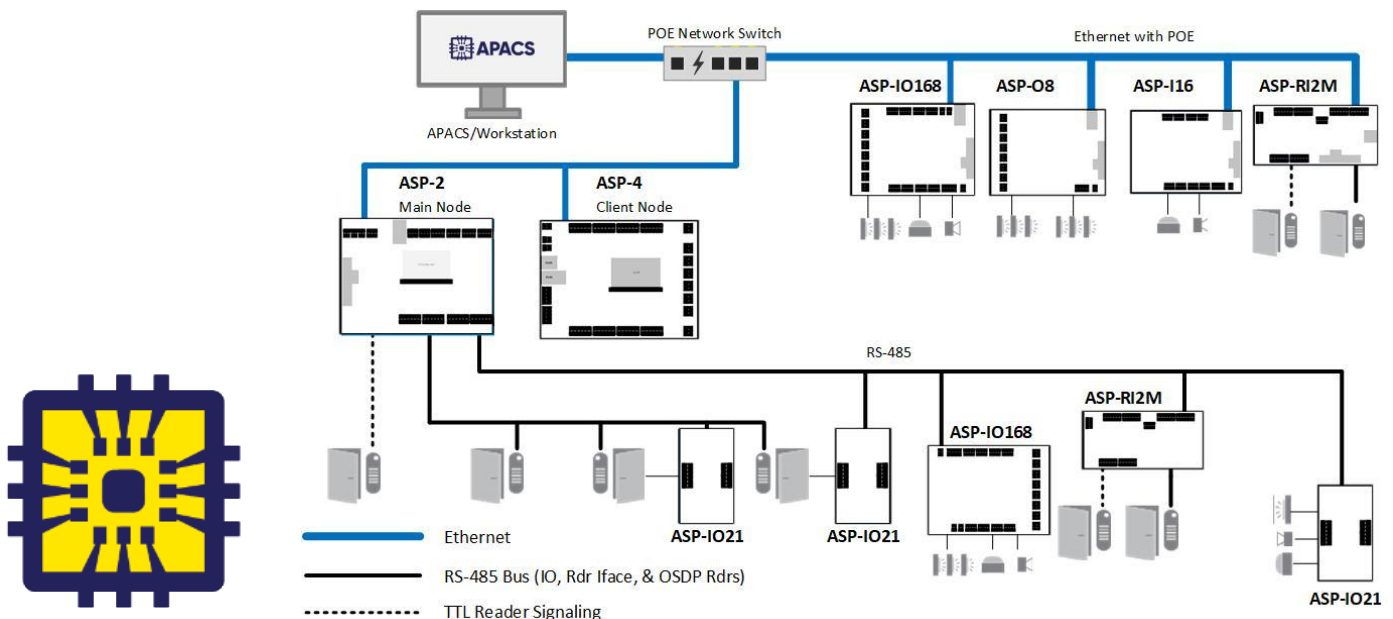 APACS
APACS/Workstation
POE Network Switch
Ethernet with POE
ASP-IO168
ASP-O8
ASP-I16
ASP-RI2M
ASP-2
Main Node
ASP-4
Client Node
RS-485
ASP-RI2M
ASP-IO168
ASP-IO21
ASP-IO21
ASP-IO21
Ethernet
RS-485 Bus (IO, Rdr Iface, & OSDP Rdrs)
TTL Reader Signaling